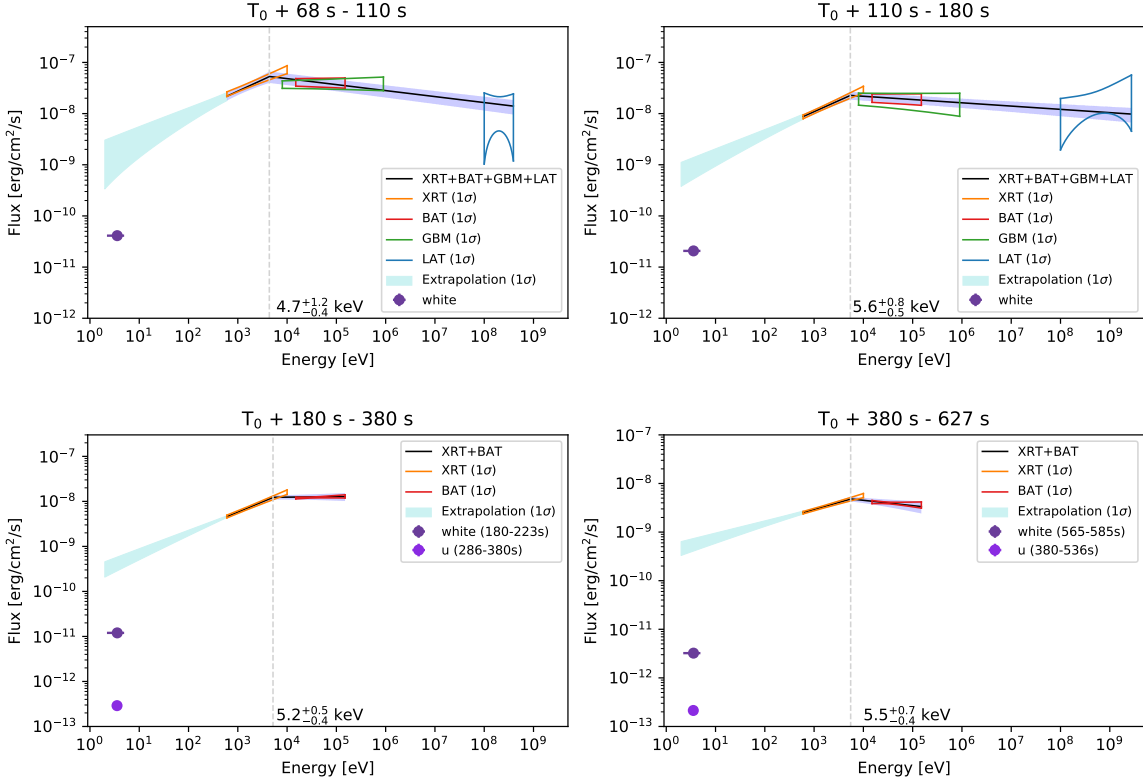 T₀ + 68 s - 110 s
Flux [erg/cm²/s]
10⁻⁷
10⁻⁸
10⁻⁹
10⁻¹⁰
10⁻¹¹
10⁻¹²
XRT+BAT+GBM+LAT
XRT (1σ)
BAT (1σ)
GBM (1σ)
LAT (1σ)
Extrapolation (1σ)
white
4.7⁺¹·²₋₀.₄ keV
10⁰ 10¹ 10² 10³ 10⁴ 10⁵ 10⁶ 10⁷ 10⁸ 10⁹
Energy [eV]
T₀ + 110 s - 180 s
Flux [erg/cm²/s]
10⁻⁷
10⁻⁸
10⁻⁹
10⁻¹⁰
10⁻¹¹
10⁻¹²
XRT+BAT+GBM+LAT
XRT (1σ)
BAT (1σ)
GBM (1σ)
LAT (1σ)
Extrapolation (1σ)
white
5.6⁺⁰·⁸₋₀.₅ keV
10⁰ 10¹ 10² 10³ 10⁴ 10⁵ 10⁶ 10⁷ 10⁸ 10⁹
Energy [eV]
T₀ + 180 s - 380 s
Flux [erg/cm²/s]
10⁻⁷
10⁻⁸
10⁻⁹
10⁻¹⁰
10⁻¹¹
10⁻¹²
10⁻¹³
XRT+BAT
XRT (1σ)
BAT (1σ)
Extrapolation (1σ)
white (180-223s)
u (286-380s)
5.2⁺⁰·⁵₋₀.₄ keV
10⁰ 10¹ 10² 10³ 10⁴ 10⁵ 10⁶ 10⁷ 10⁸ 10⁹
Energy [eV]
T₀ + 380 s - 627 s
Flux [erg/cm²/s]
10⁻⁷
10⁻⁸
10⁻⁹
10⁻¹⁰
10⁻¹¹
10⁻¹²
10⁻¹³
XRT+BAT
XRT (1σ)
BAT (1σ)
Extrapolation (1σ)
white (565-585s)
u (380-536s)
5.5⁺⁰·⁷₋₀.₄ keV
10⁰ 10¹ 10² 10³ 10⁴ 10⁵ 10⁶ 10⁷ 10⁸ 10⁹
Energy [eV]